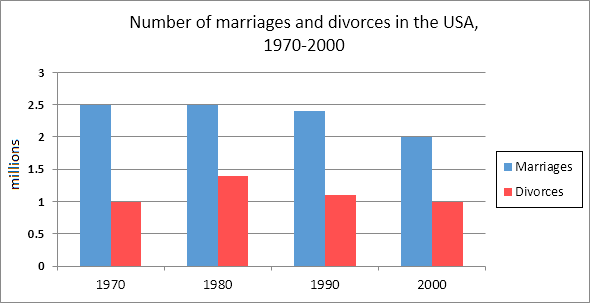 Number of marriages and divorces in the USA,
1970-2000
millions
3
2.5
2
1.5
1
0.5
0
1970 1980 1990 2000
Marriages
Divorces